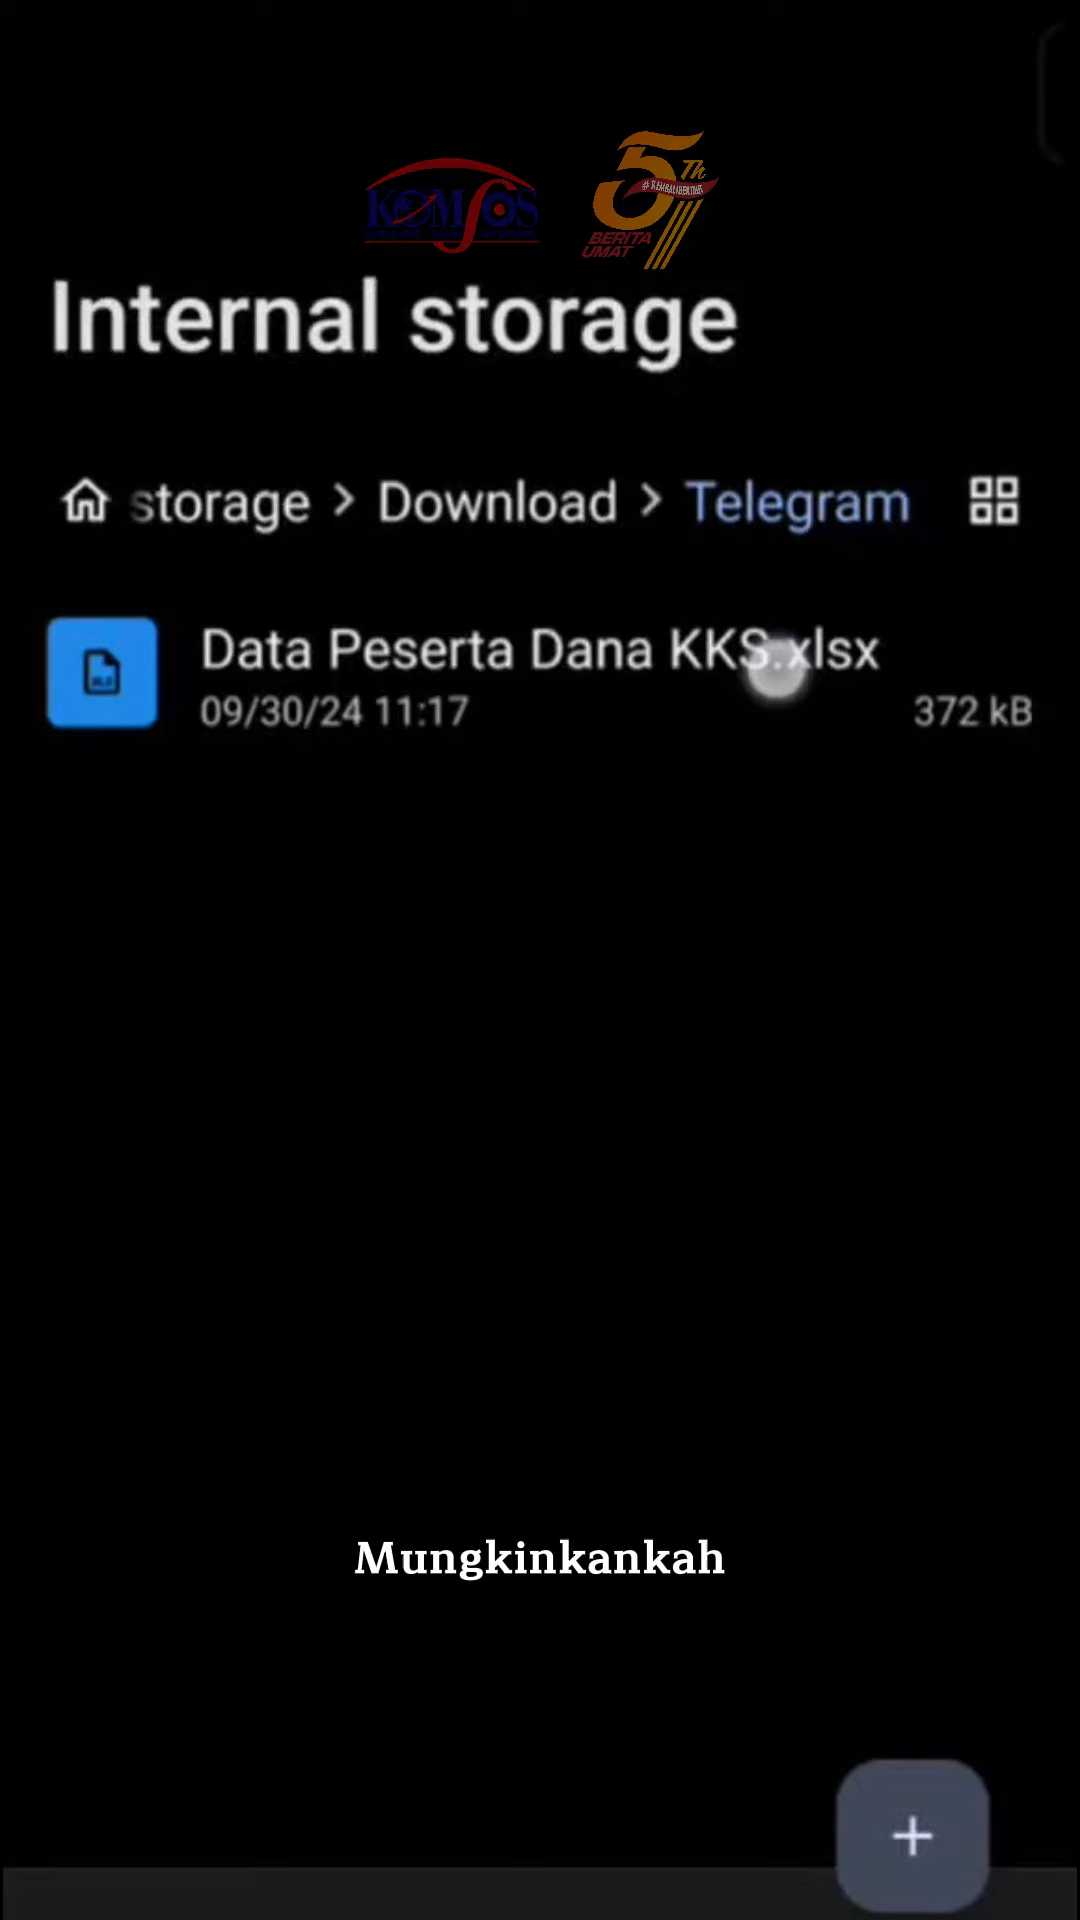 KOMSOS
5Th
BERITA
UMAT
Internal storage
storage > Download > Telegram
Data Peserta Dana KKS.xlsx
09/30/24 11:17
372 kB
Mungkinkankah
+